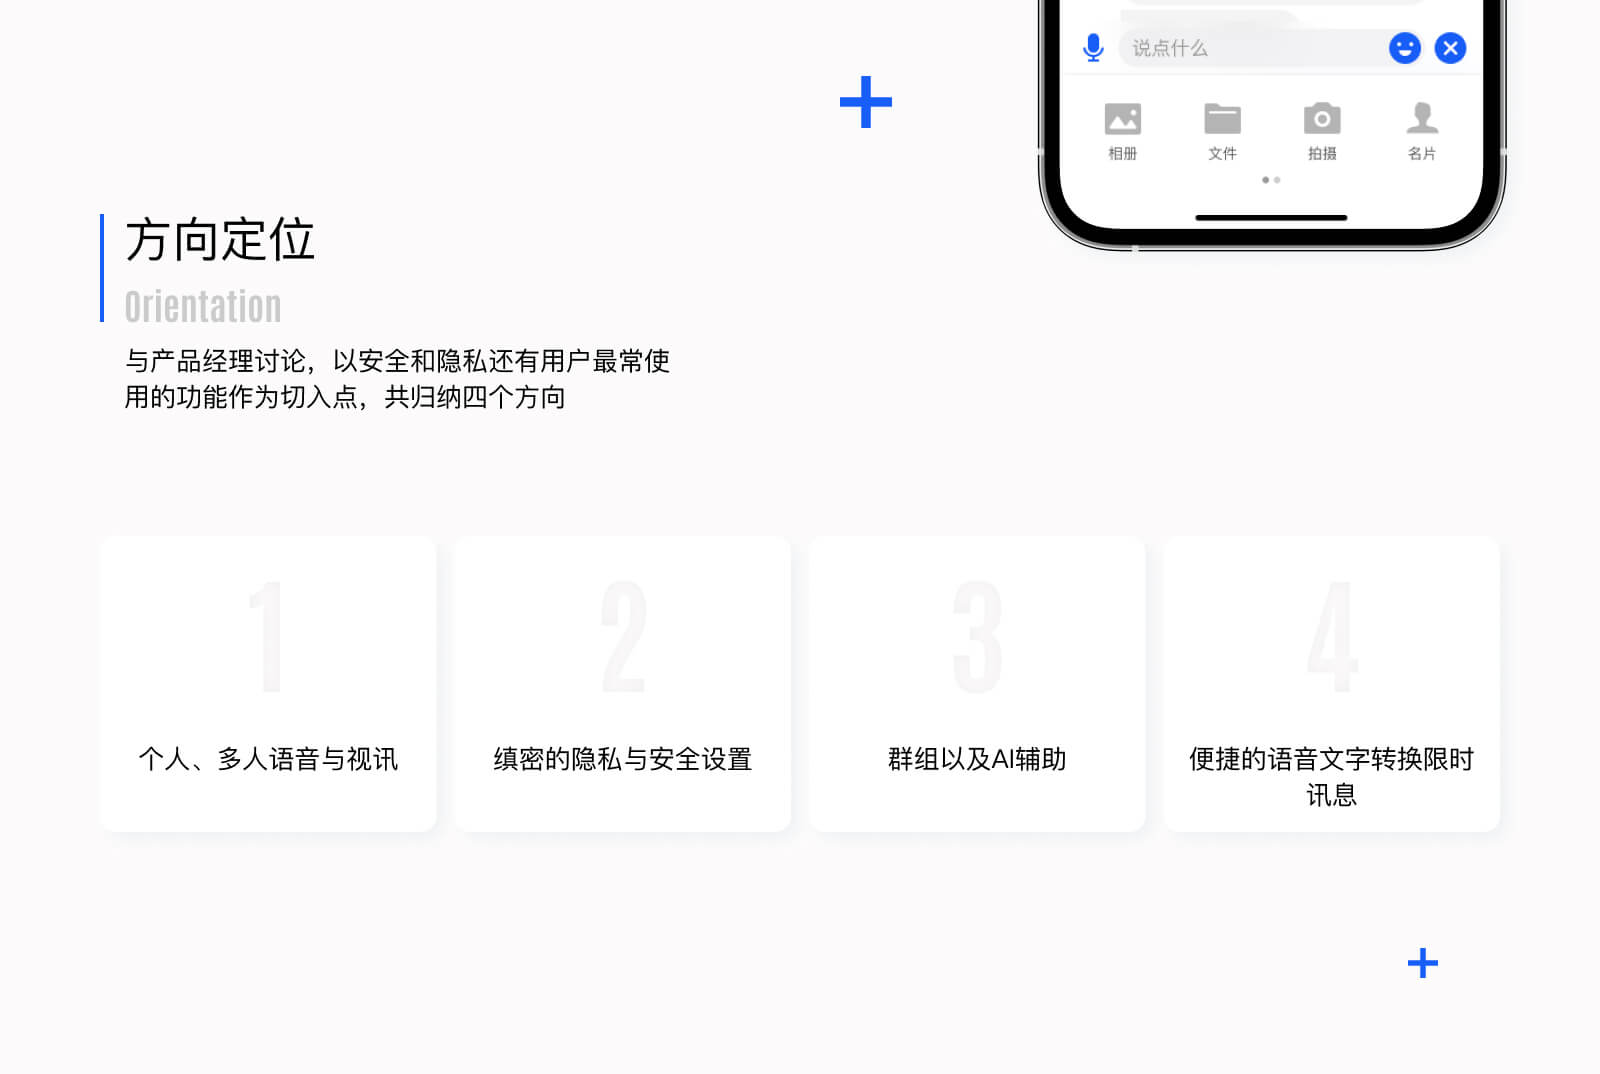 说点什么
相册
文件
拍摄
名片
方向定位
Orientation
与产品经理讨论，以安全和隐私还有用户最常使
用的功能作为切入点，共归纳四个方向
1
2
3
4
个人、多人语音与视讯
缜密的隐私与安全设置
群组以及AI辅助
便捷的语音文字转换限时
讯息